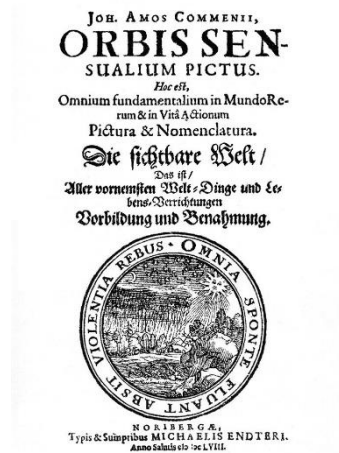 JOH. AMOS COMMENII,
ORBIS SEN-
SUALIUM PICTUS.
Hoc est,
Omnium fundamentalium in Mundo Re-
rum & in Vitâ Actionum
Pictura & Nomenclatura.
Die sichtbare Welt /
Das ist /
Aller vornemsten Welt-Dinge und Le-
bens-Verrichtungen
Vorbildung und Benahmung.
OMNIA SPONTE FLUANT ABSIT VIOLENTIA REBUS
NORIBERGÆ,
Typis & Sumptibus MICHAELIS ENDTERI.
Anno Salutis LVIII.